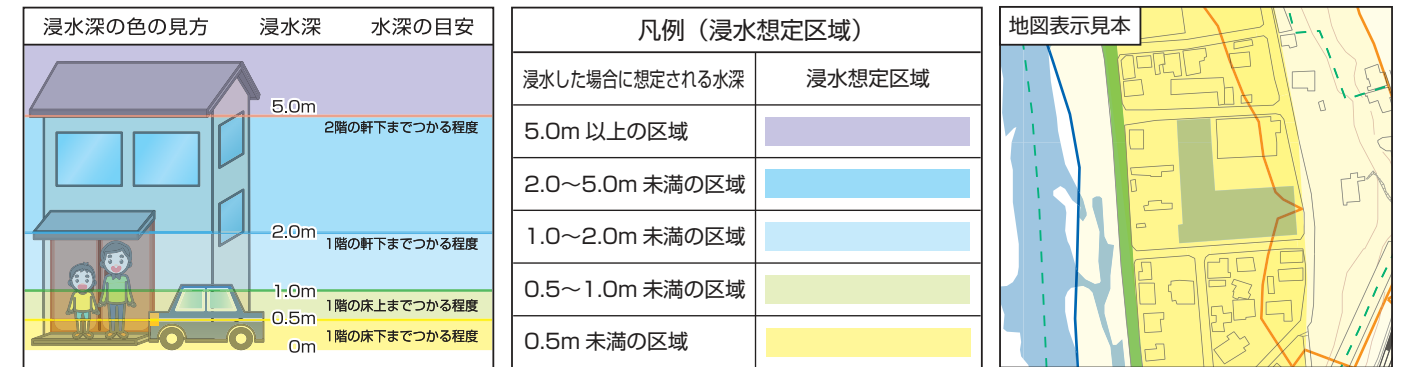 浸水深の色の見方 浸水深 水深の目安
5.0m
2階の軒下までつかる程度
2.0m
1階の軒下までつかる程度
1.0m
1階の床上までつかる程度
0.5m
1階の床下までつかる程度
0m
凡例（浸水想定区域）
浸水した場合に想定される水深 浸水想定区域
5.0m 以上の区域
2.0～5.0m 未満の区域
1.0～2.0m 未満の区域
0.5～1.0m 未満の区域
0.5m 未満の区域
地図表示見本